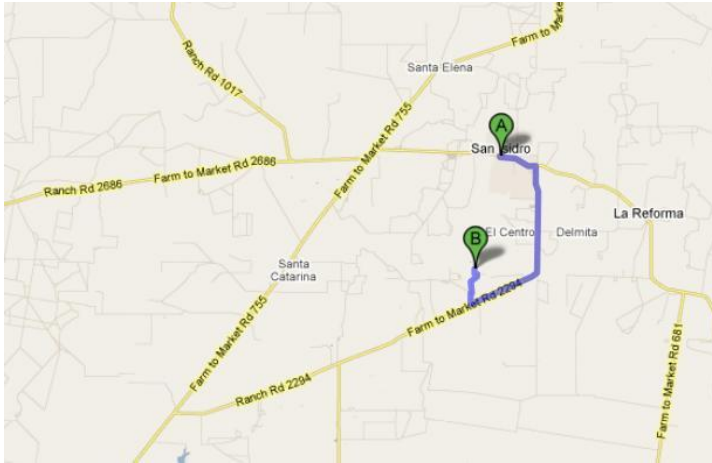 Farm to Market
Santa Elena
Ranch Rd 1017
Farm to Market Rd 755
A
San Isidro
Farm to Market Rd 2686
Ranch Rd 2686
La Reforma
B
El Centro
Delmita
Santa
Catarina
Farm to Market Rd 2294
Farm to Market Rd 755
Farm to Market Rd 681
Ranch Rd 2294